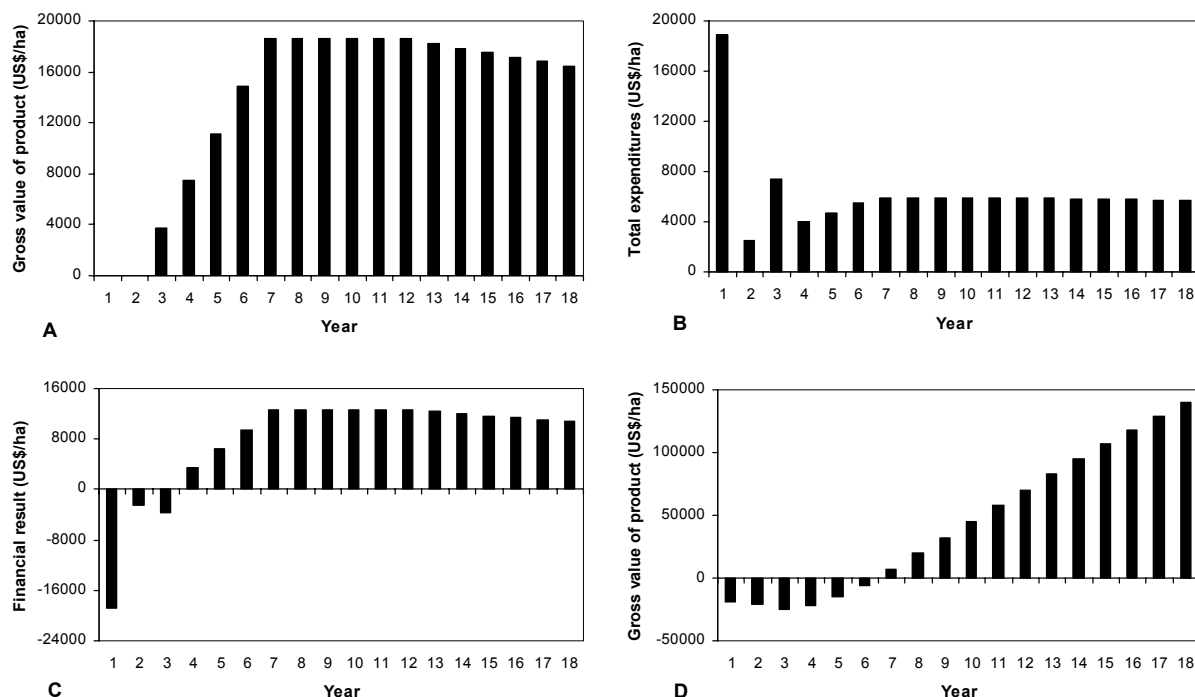 Gross value of product (US$/ha)
20000
16000
12000
8000
4000
0
1 2 3 4 5 6 7 8 9 10 11 12 13 14 15 16 17 18
Year
A
Total expenditures (US$/ha)
20000
16000
12000
8000
4000
0
1 2 3 4 5 6 7 8 9 10 11 12 13 14 15 16 17 18
Year
B
Financial result (US$/ha)
16000
8000
0
-8000
-16000
-24000
1 2 3 4 5 6 7 8 9 10 11 12 13 14 15 16 17 18
Year
C
Gross value of product (US$/ha)
150000
100000
50000
0
-50000
1 2 3 4 5 6 7 8 9 10 11 12 13 14 15 16 17 18
Year
D